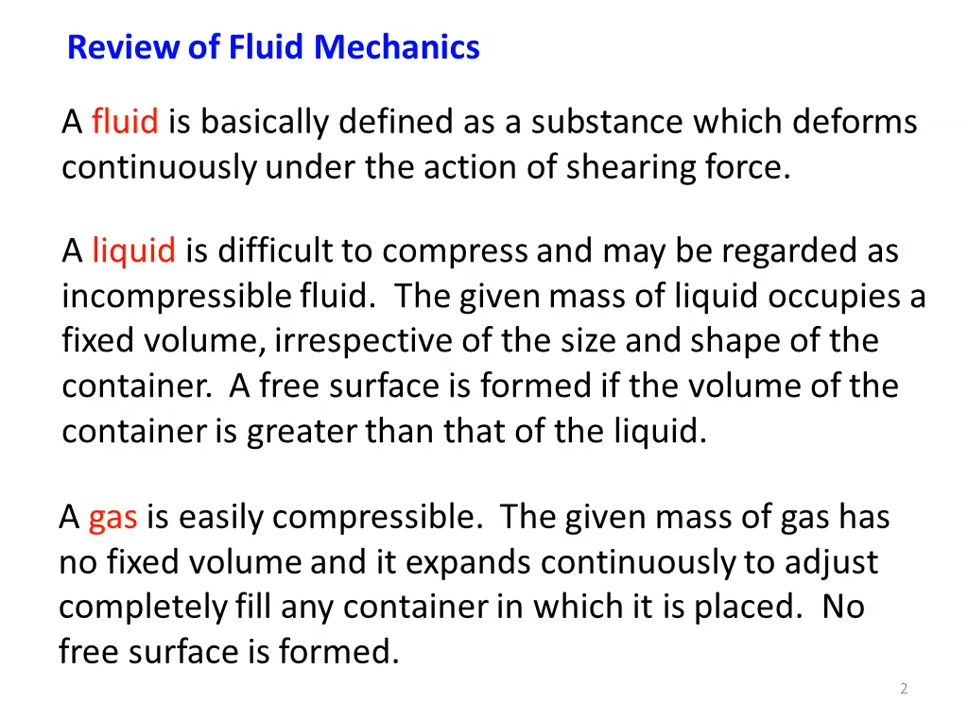 Review of Fluid Mechanics
A fluid is basically defined as a substance which deforms
continuously under the action of shearing force.
A liquid is difficult to compress and may be regarded as
incompressible fluid.  The given mass of liquid occupies a
fixed volume, irrespective of the size and shape of the
container.  A free surface is formed if the volume of the
container is greater than that of the liquid.
A gas is easily compressible.  The given mass of gas has
no fixed volume and it expands continuously to adjust
completely fill any container in which it is placed.  No
free surface is formed.
2